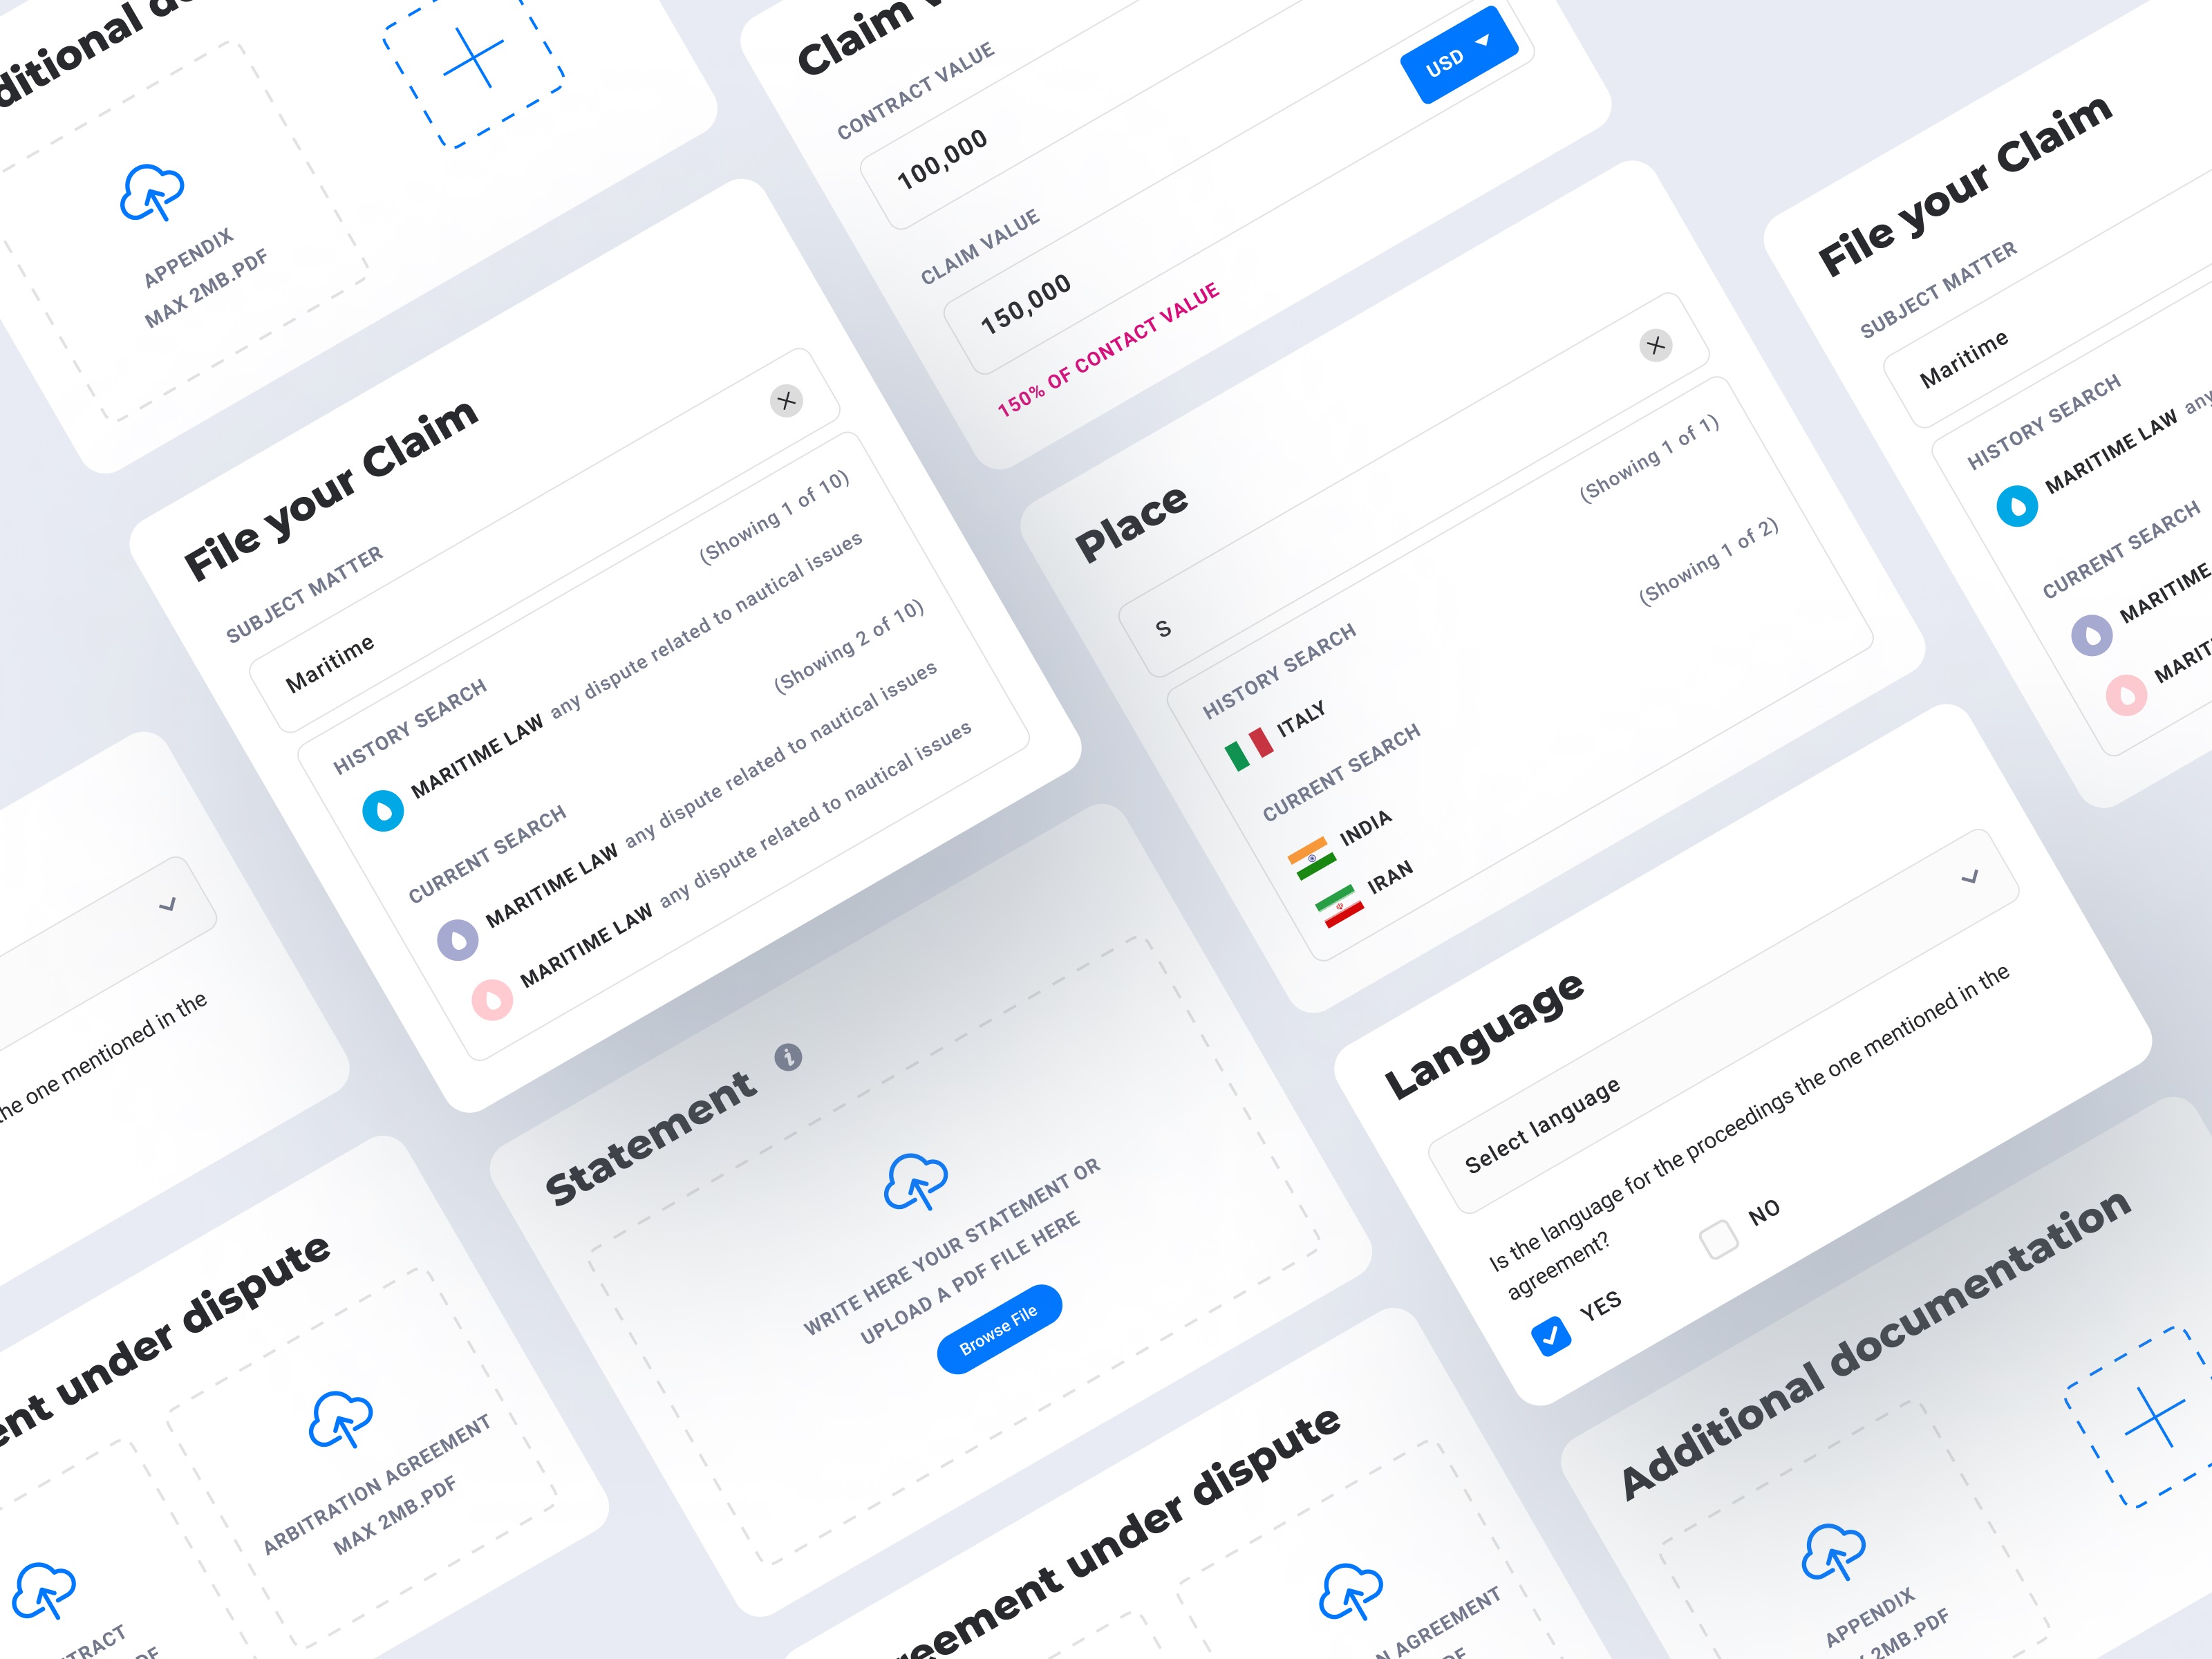 ditional do
APPENDIX
MAX 2MB.PDF
Claim v
CONTRACT VALUE
100,000
USD
CLAIM VALUE
150,000
150% OF CONTACT VALUE
File your Claim
SUBJECT MATTER
Maritime
HISTORY SEARCH
(Showing 1 of 10)
MARITIME LAW any dispute related to nautical issues
CURRENT SEARCH
(Showing 2 of 10)
MARITIME LAW any dispute related to nautical issues
MARITIME LAW any dispute related to nautical issues
Place
S
HISTORY SEARCH
(Showing 1 of 1)
ITALY
CURRENT SEARCH
(Showing 1 of 2)
INDIA
IRAN
File your Claim
SUBJECT MATTER
Maritime
HISTORY SEARCH
MARITIME LAW any
CURRENT SEARCH
MARITIME
MARIT
he one mentioned in the
Statement
i
WRITE HERE YOUR STATEMENT OR
UPLOAD A PDF FILE HERE
Browse File
Language
Select language
Is the language for the proceedings the one mentioned in the
agreement?
YES
NO
ent under dispute
TRACT
DF
ARBITRATION AGREEMENT
MAX 2MB.PDF
reement under dispute
N AGREEMENT
Additional documentation
APPENDIX
2MB.PDF